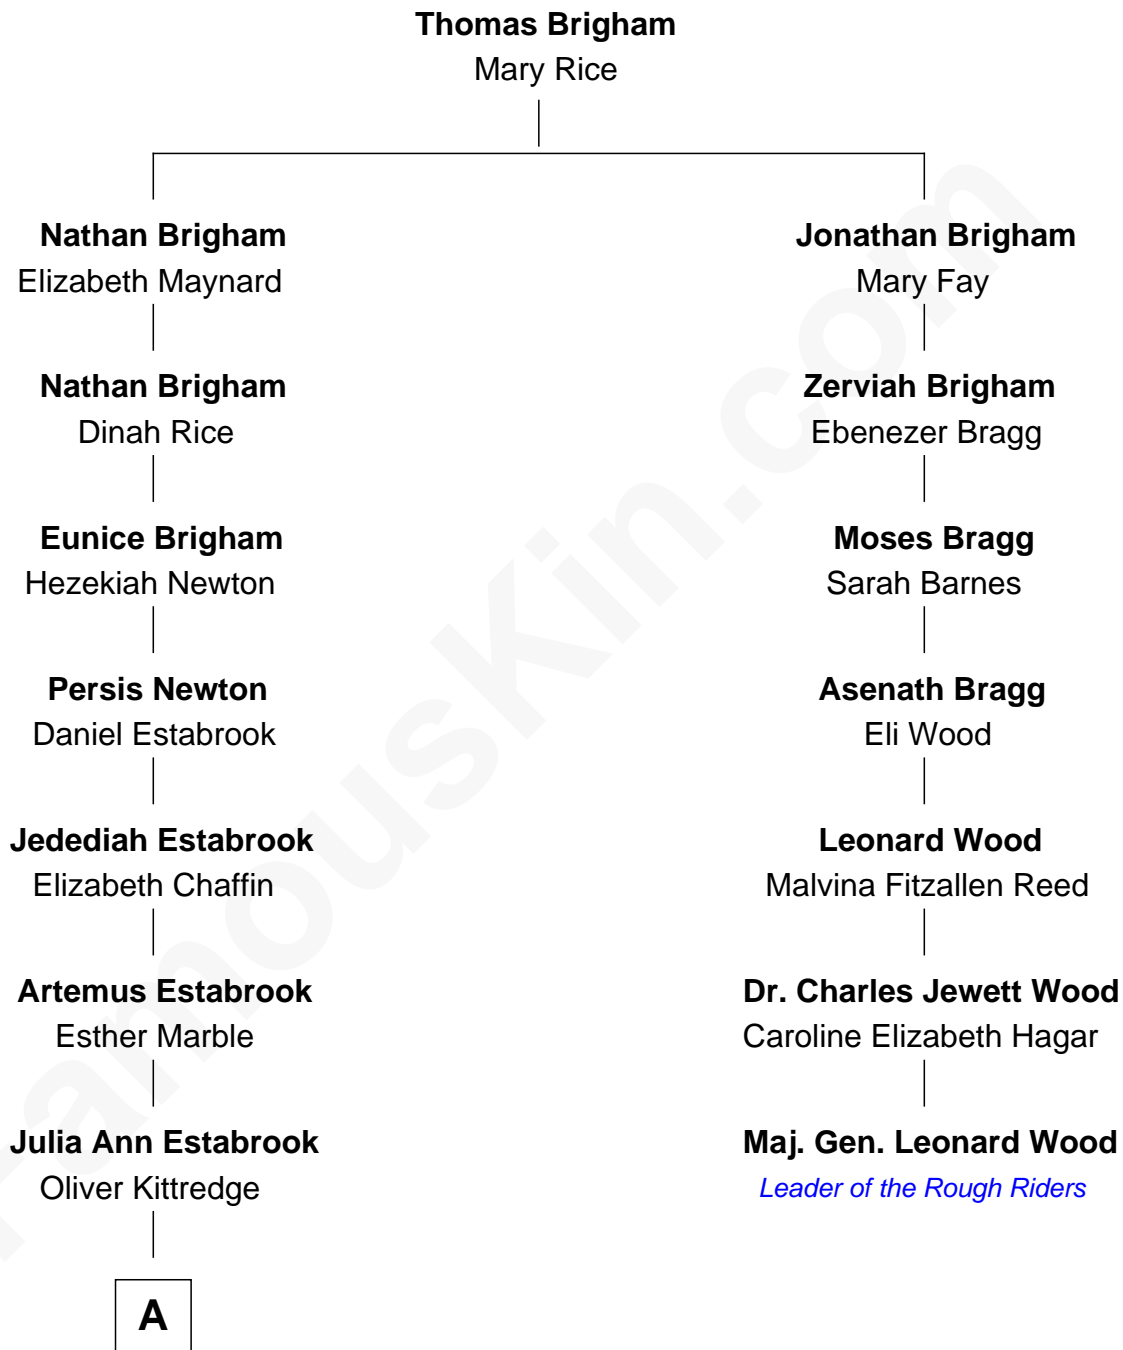 Thomas Brigham
Mary Rice
Nathan Brigham
Elizabeth Maynard
Nathan Brigham
Dinah Rice
Eunice Brigham
Hezekiah Newton
Persis Newton
Daniel Estabrook
Jedediah Estabrook
Elizabeth Chaffin
Artemus Estabrook
Esther Marble
Julia Ann Estabrook
Oliver Kittredge
A
Jonathan Brigham
Mary Fay
Zerviah Brigham
Ebenezer Bragg
Moses Bragg
Sarah Barnes
Asenath Bragg
Eli Wood
Leonard Wood
Malvina Fitzallen Reed
Dr. Charles Jewett Wood
Caroline Elizabeth Hagar
Maj. Gen. Leonard Wood
Leader of the Rough Riders
FamousKin.com